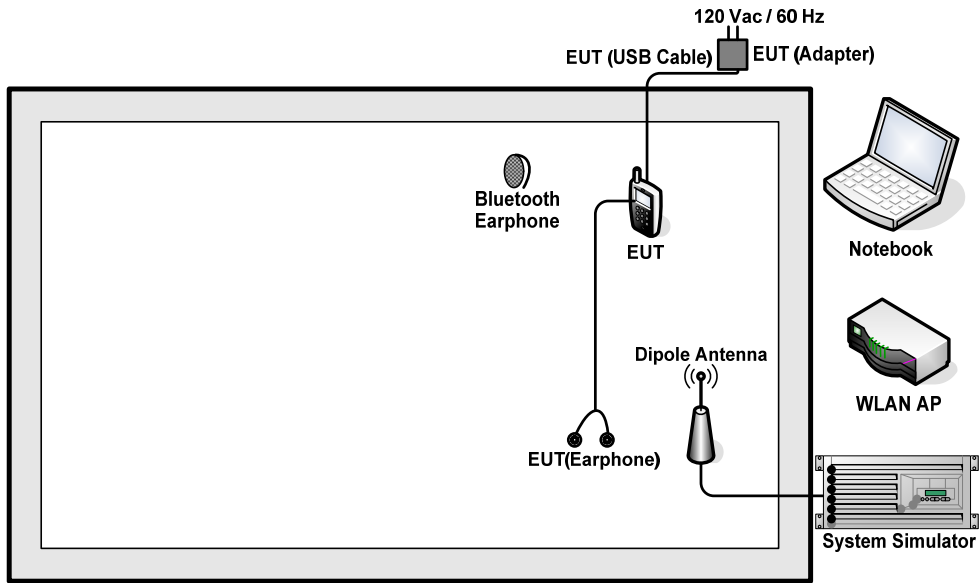 120 Vac / 60 Hz
EUT (USB Cable)
EUT (Adapter)
Bluetooth
Earphone
EUT
Notebook
Dipole Antenna
WLAN AP
EUT(Earphone)
System Simulator